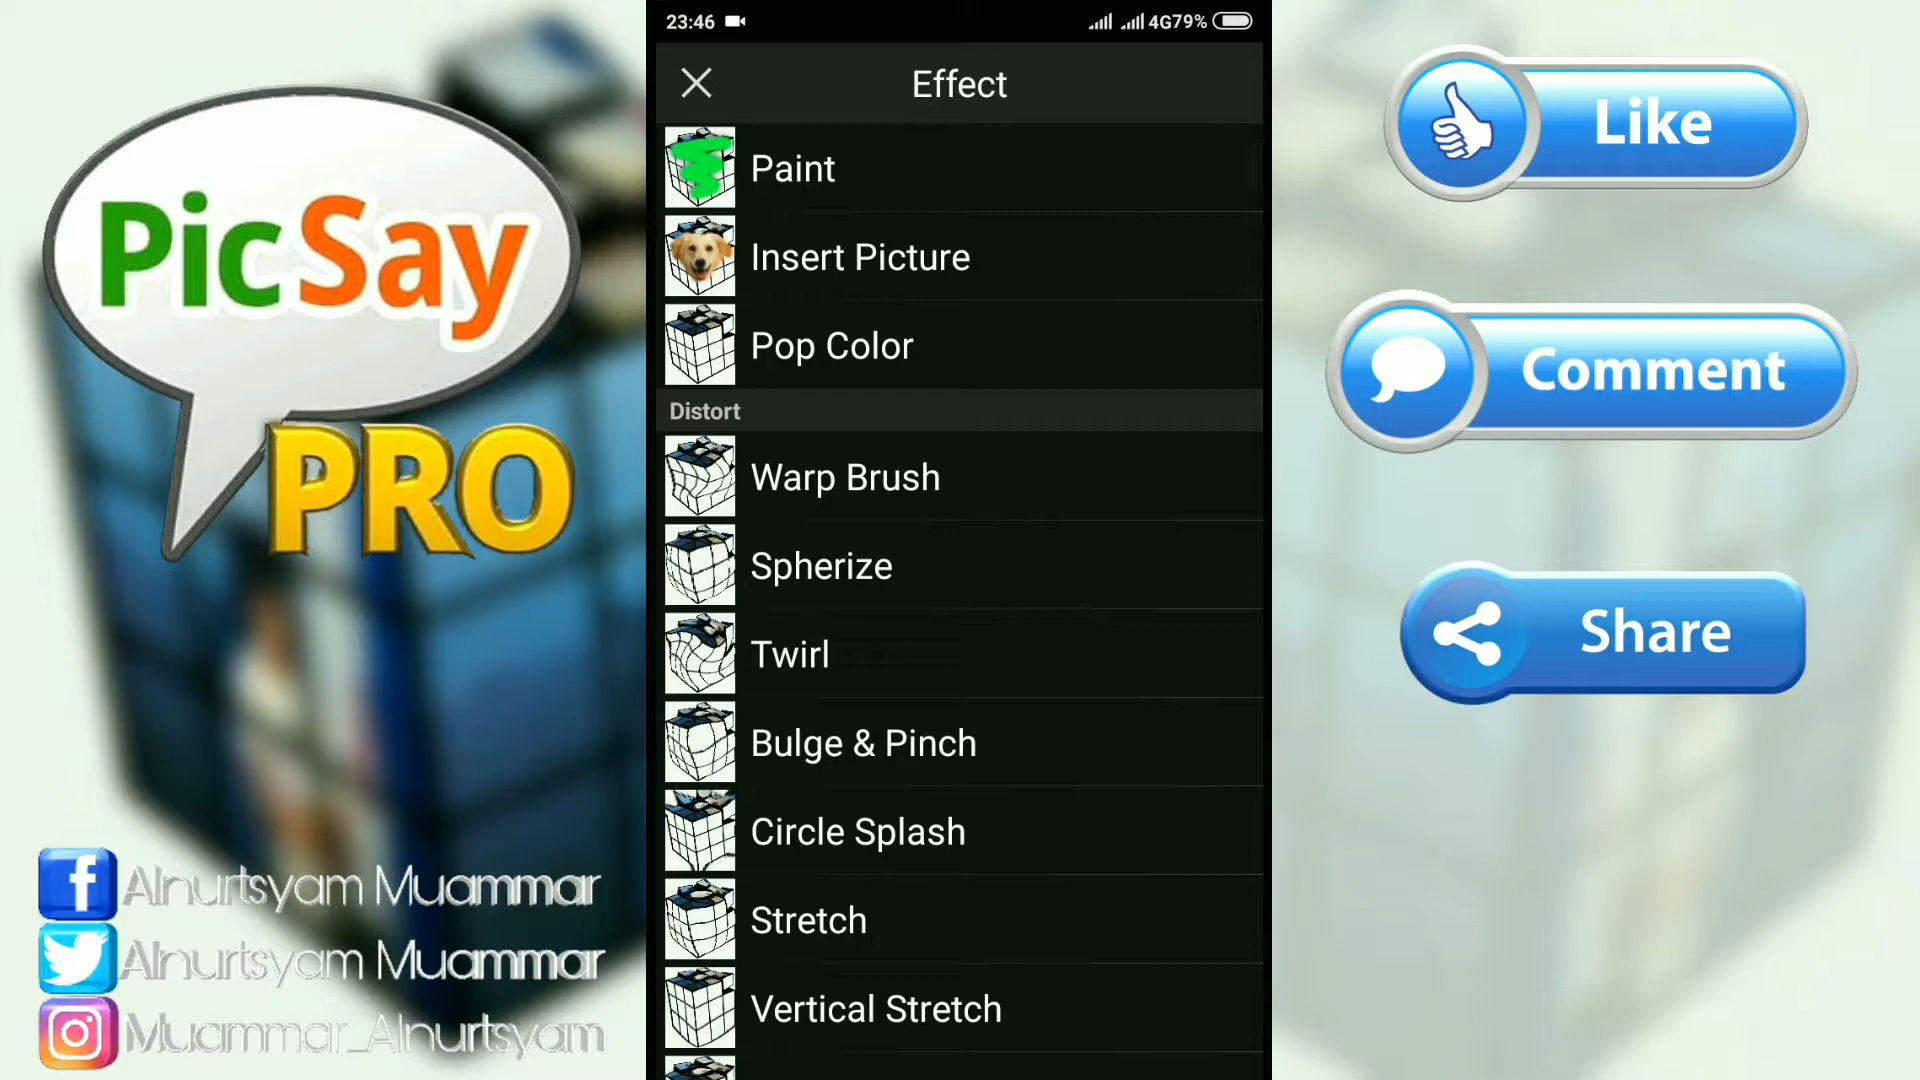 PicSay
PRO
Alnurtsyam Muammar
Alnurtsyam Muammar
Muammar_Alnurtsyam
23:46
4G79%
Effect
Paint
Insert Picture
Pop Color
Distort
Warp Brush
Spherize
Twirl
Bulge & Pinch
Circle Splash
Stretch
Vertical Stretch
Like
Comment
Share